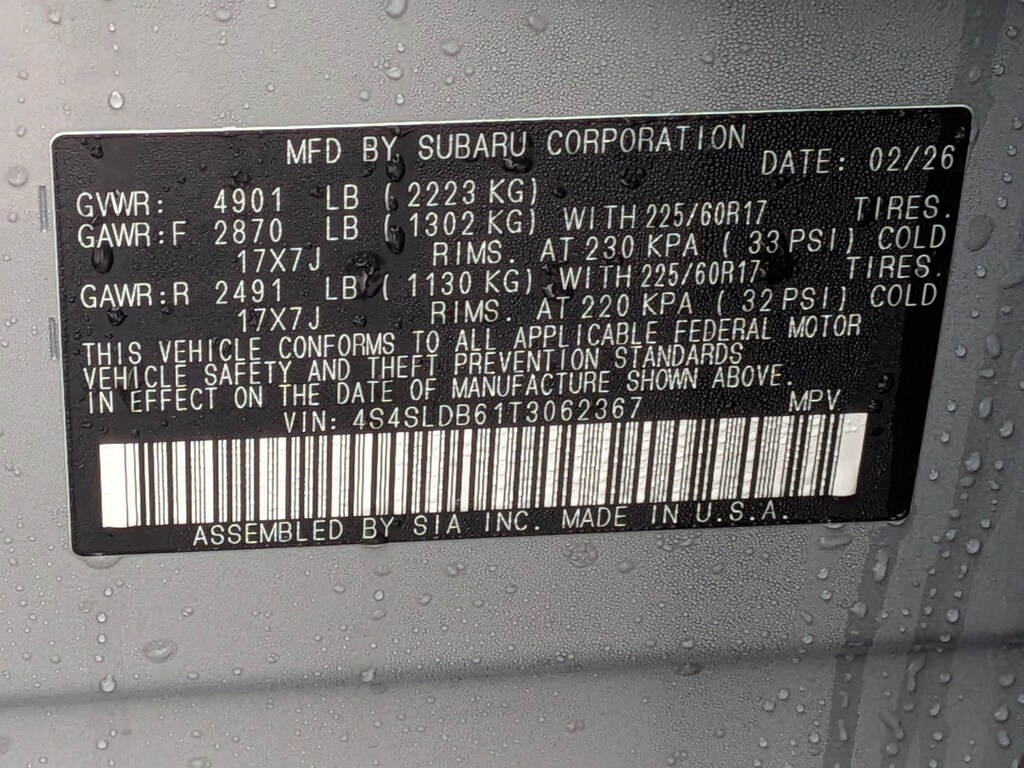 MFD BY SUBARU CORPORATION DATE: 02/26
GVWR: 4901 LB ( 2223 KG)
GAWR:F 2870 LB ( 1302 KG) WITH 225/60R17 TIRES.
17X7J RIMS. AT 230 KPA ( 33 PSI) COLD
GAWR:R 2491 LB ( 1130 KG) WITH 225/60R17 TIRES.
17X7J RIMS. AT 220 KPA ( 32 PSI) COLD
THIS VEHICLE CONFORMS TO ALL APPLICABLE FEDERAL MOTOR
VEHICLE SAFETY AND THEFT PREVENTION STANDARDS
IN EFFECT ON THE DATE OF MANUFACTURE SHOWN ABOVE.
VIN: 4S4SLDB61T3062367 MPV
ASSEMBLED BY SIA INC. MADE IN U.S.A.